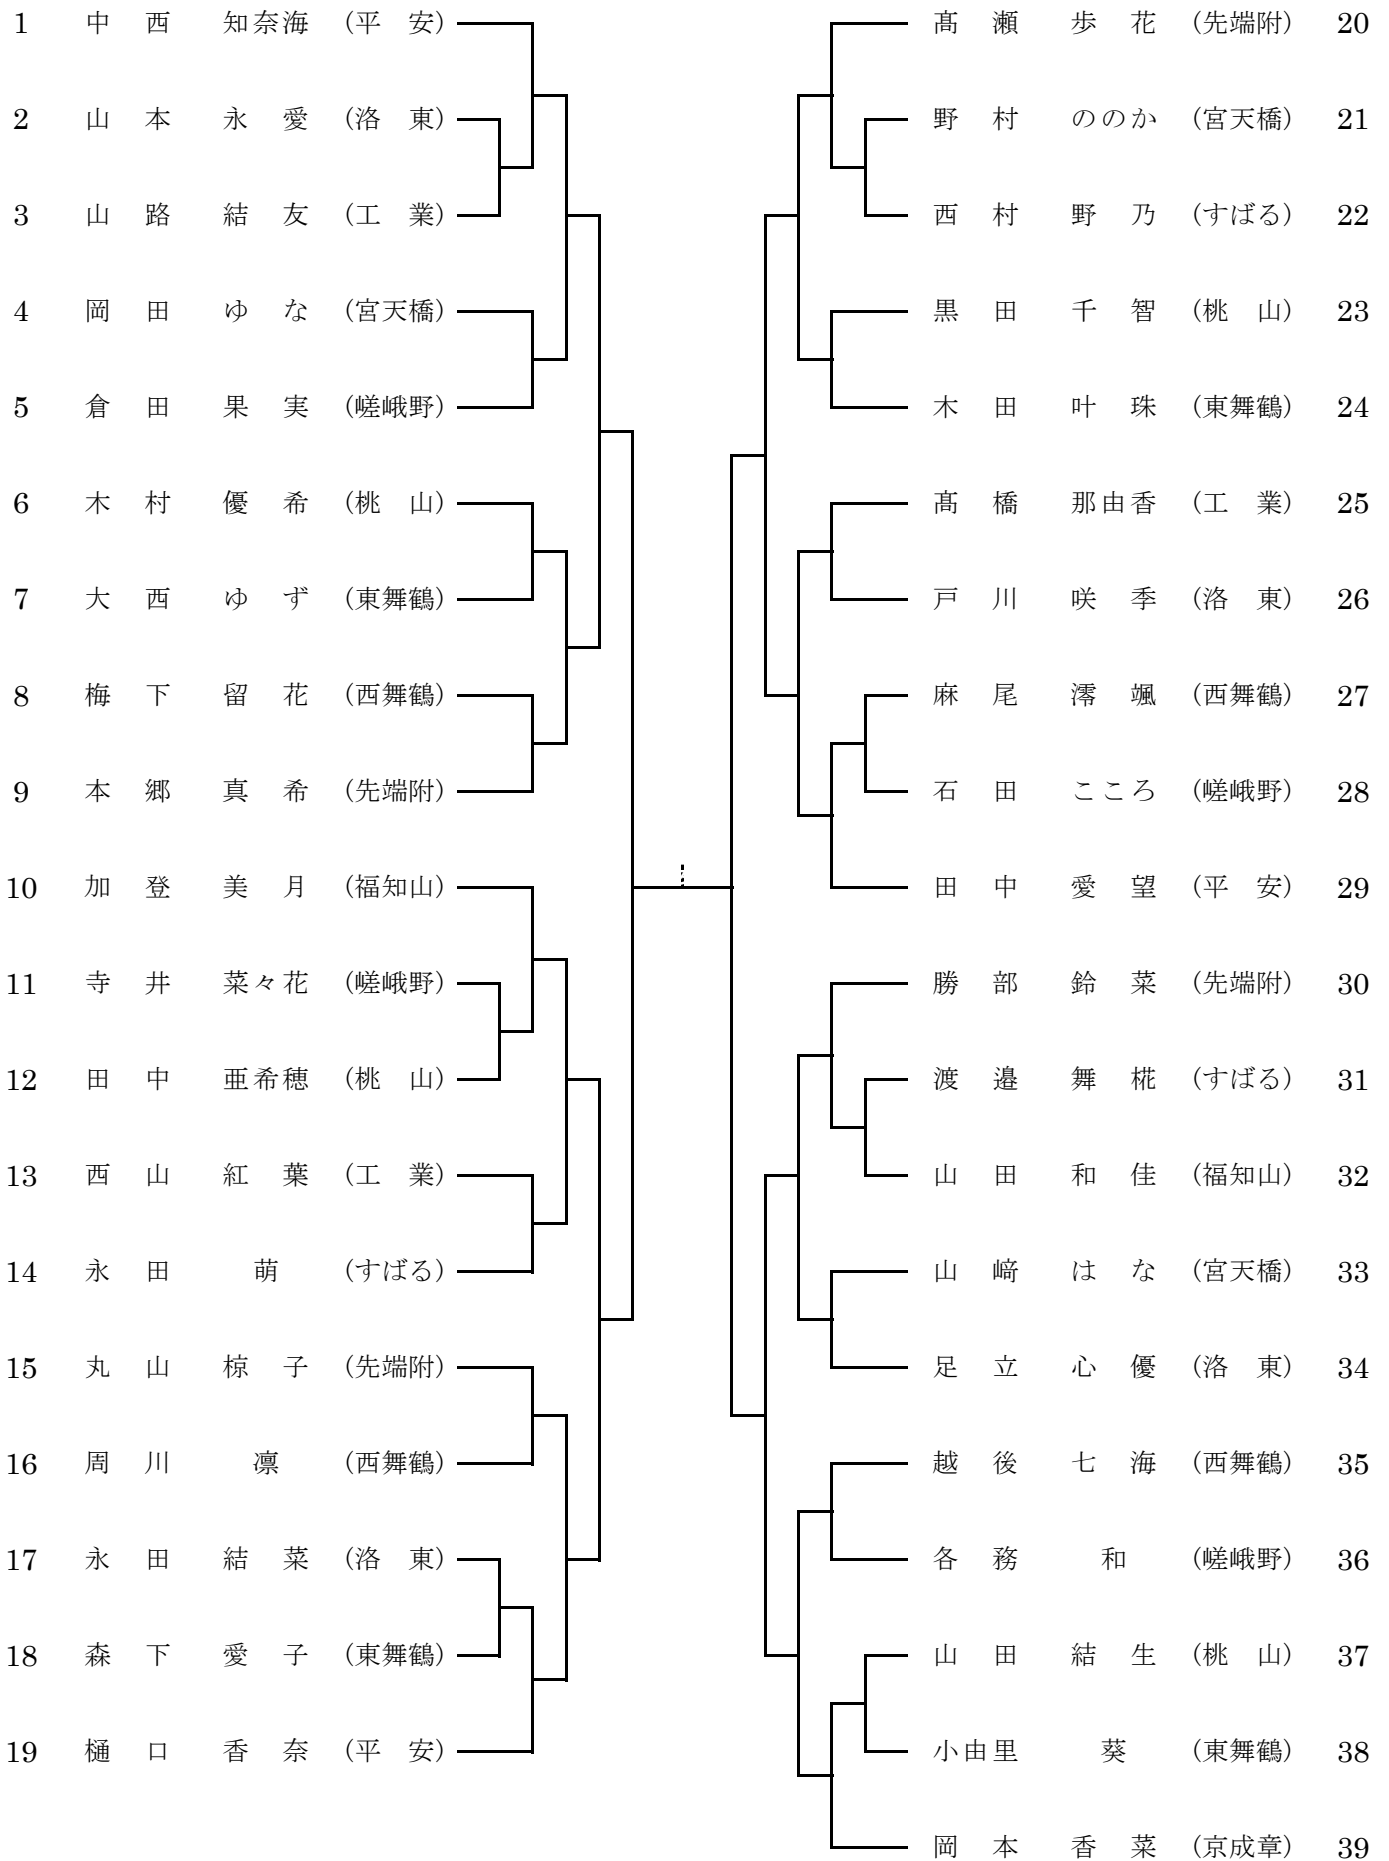 1 中西 知奈海 (平安)
2 山本 永愛 (洛東)
3 山路 結友 (工業)
4 岡田 ゆな (宮天橋)
5 倉田 果実 (嵯峨野)
6 木村 優希 (桃山)
7 大西 ゆず (東舞鶴)
8 梅下 留花 (西舞鶴)
9 本郷 真希 (先端附)
10 加登 美月 (福知山)
11 寺井 菜々花 (嵯峨野)
12 田中 亜希穂 (桃山)
13 西山 紅葉 (工業)
14 永田 萌 (すばる)
15 丸山 椋子 (先端附)
16 周川 凛 (西舞鶴)
17 永田 結菜 (洛東)
18 森下 愛子 (東舞鶴)
19 樋口 香奈 (平安)
髙瀬 歩花 (先端附) 20
野村 ののか (宮天橋) 21
西村 野乃 (すばる) 22
黒田 千智 (桃山) 23
木田 叶珠 (東舞鶴) 24
髙橋 那由香 (工業) 25
戸川 咲季 (洛東) 26
麻尾 澪颯 (西舞鶴) 27
石田 こころ (嵯峨野) 28
田中 愛望 (平安) 29
勝部 鈴菜 (先端附) 30
渡邉 舞椛 (すばる) 31
山田 和佳 (福知山) 32
山﨑 はな (宮天橋) 33
足立 心優 (洛東) 34
越後 七海 (西舞鶴) 35
各務 和 (嵯峨野) 36
山田 結生 (桃山) 37
小由里 葵 (東舞鶴) 38
岡本 香菜 (京成章) 39